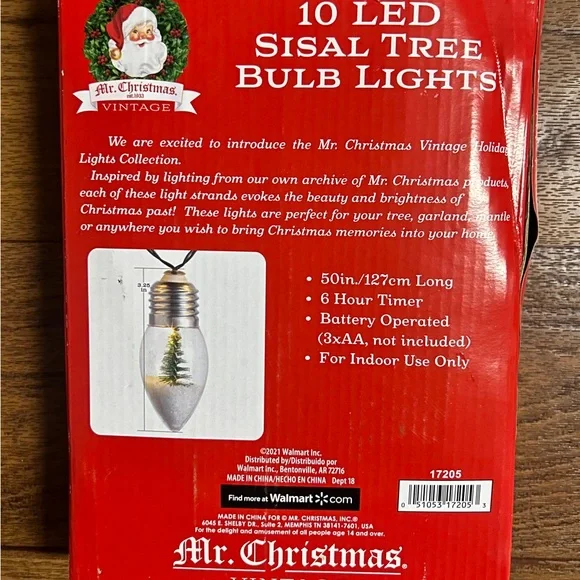 10 LED
SISAL TREE
BULB LIGHTS
Mr. Christmas.
est. 1933
VINTAGE
We are excited to introduce the Mr. Christmas Vintage Holiday
Lights Collection.
Inspired by lighting from our own archive of Mr. Christmas products,
each of these light strands evokes the beauty and brightness of
Christmas past! These lights are perfect for your tree, garland, mantle
or anywhere you wish to bring Christmas memories into your home.
3.25
in
• 50in./127cm Long
• 6 Hour Timer
• Battery Operated
(3xAA, not included)
• For Indoor Use Only
©2021 Walmart Inc.
Distributed by/Distribuido por
Walmart Inc., Bentonville, AR 72716
MADE IN CHINA/HECHO EN CHINA Dept 18
Find more at Walmart.com
17205
0 51053 17205 3
MADE IN CHINA FOR © MR. CHRISTMAS, INC.®
6045 E. SHELBY DR., Suite 2, MEMPHIS TN 38141-7601, USA
For the delight and amusement of all people age 14 and over.
Mr. Christmas.®